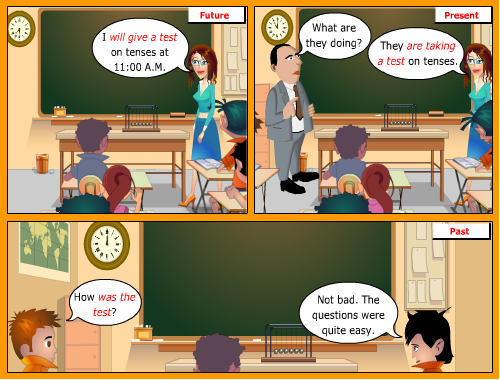 Future
I will give a test
on tenses at
11:00 A.M.
Present
What are
they doing?
They are taking
a test on tenses.
Past
How was the
test?
Not bad. The
questions were
quite easy.